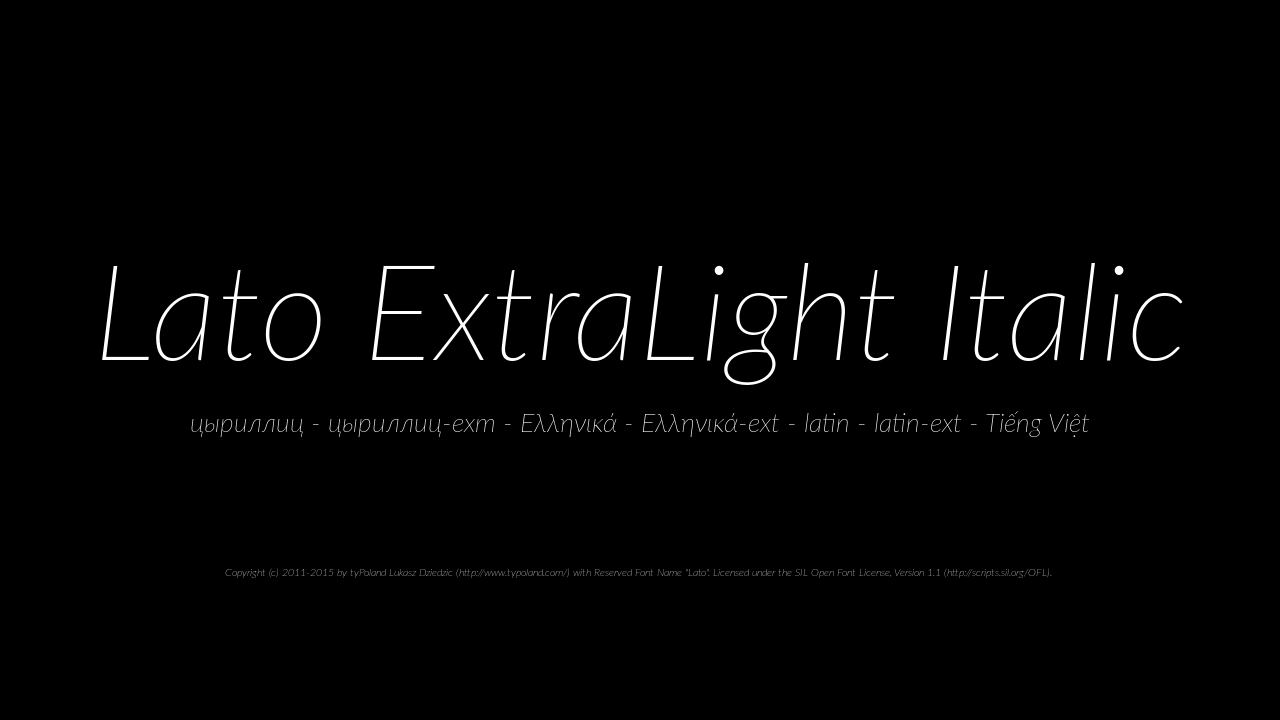 Lato ExtraLight Italic
цыриллиц - цыриллиц-ехт - Ελληνικά - Ελληνικά-ext - latin - latin-ext - Tiếng Việt
Copyright (c) 2011-2015 by tyPoland Lukasz Dziedzic (http://www.typoland.com/) with Reserved Font Name "Lato". Licensed under the SIL Open Font License, Version 1.1 (http://scripts.sil.org/OFL).